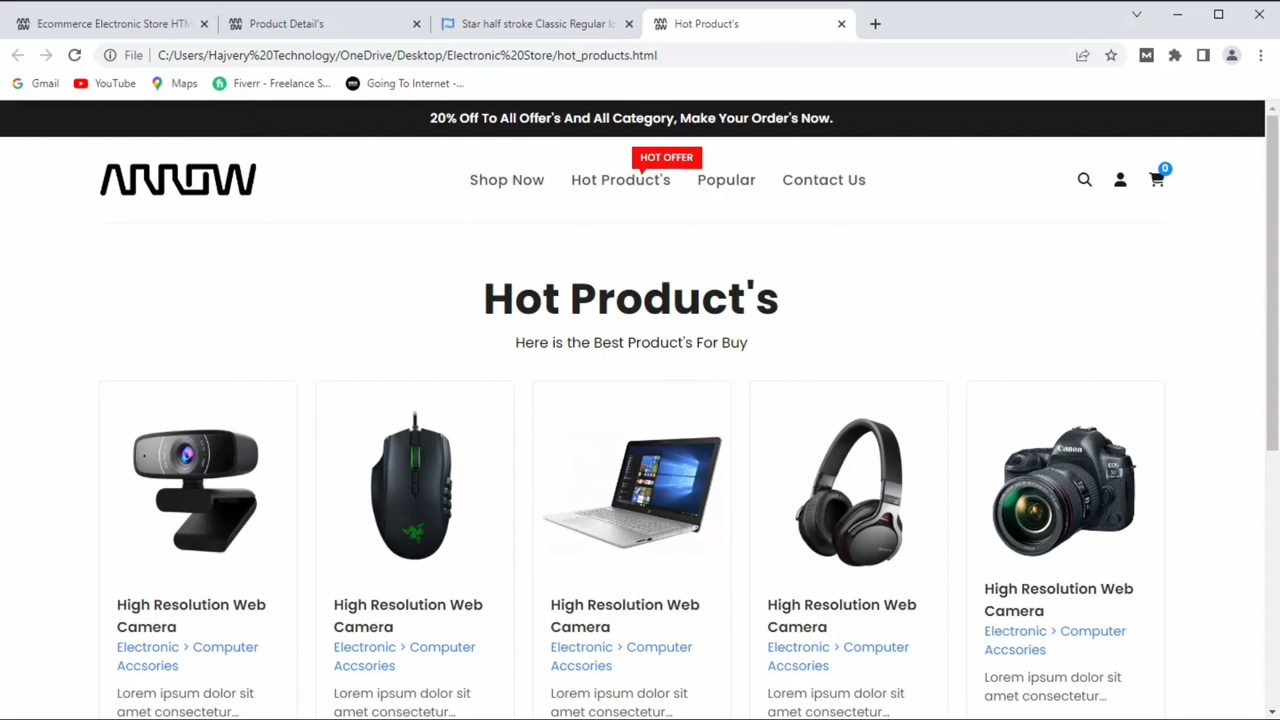 Ecommerce Electronic Store HTM
Product Detail's
Star half stroke Classic Regular Ic
Hot Product's
File
C:/Users/Hajvery%20Technology/OneDrive/Desktop/Electronic%20Store/hot_products.html
M
Gmail
YouTube
Maps
Fiverr - Freelance S...
Going To Internet -...
20% Off To All Offer's And All Category, Make Your Order's Now.
HOT OFFER
ARROW
Shop Now
Hot Product's
Popular
Contact Us
0
Hot Product's
Here is the Best Product's For Buy
Canon
EOS
SONY
High Resolution Web
Camera
Electronic > Computer
Accsories
Lorem ipsum dolor sit
amet consectetur...
High Resolution Web
Camera
Electronic > Computer
Accsories
Lorem ipsum dolor sit
amet consectetur...
High Resolution Web
Camera
Electronic > Computer
Accsories
Lorem ipsum dolor sit
amet consectetur...
High Resolution Web
Camera
Electronic > Computer
Accsories
Lorem ipsum dolor sit
amet consectetur...
High Resolution Web
Camera
Electronic > Computer
Accsories
Lorem ipsum dolor sit
amet consectetur...